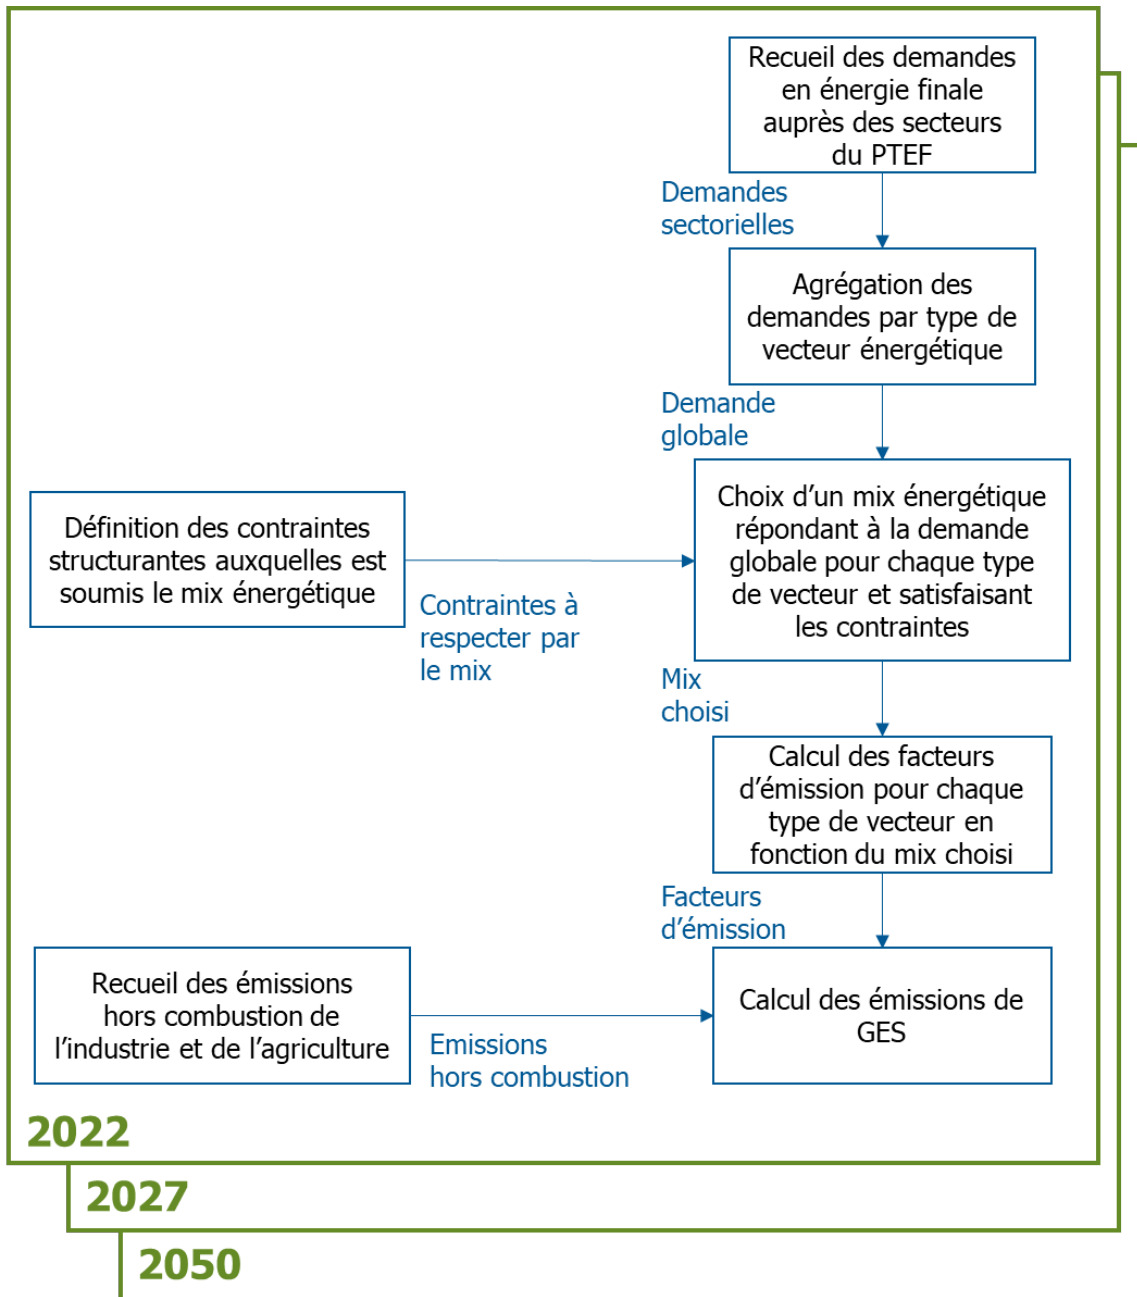 Recueil des demandes
en énergie finale
auprès des secteurs
du PTEF
Demandes
sectorielles
Agrégation des
demandes par type de
vecteur énergétique
Demande
globale
Définition des contraintes
structurantes auxquelles est
soumis le mix énergétique
Contraintes à
respecter par
le mix
Choix d’un mix énergétique
répondant à la demande
globale pour chaque type
de vecteur et satisfaisant
les contraintes
Mix
choisi
Calcul des facteurs
d’émission pour chaque
type de vecteur en
fonction du mix choisi
Facteurs
d’émission
Recueil des émissions
hors combustion de
l’industrie et de l’agriculture
Emissions
hors combustion
Calcul des émissions de
GES
2022
2027
2050